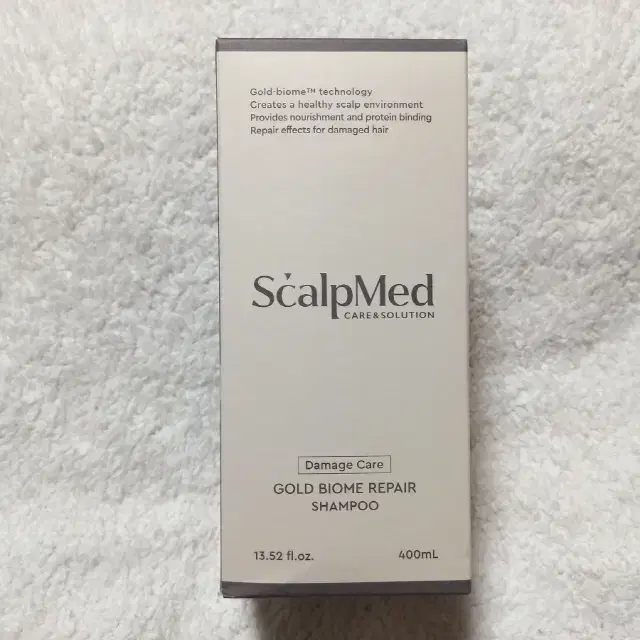 Gold·biome™ technology
Creates a healthy scalp environment
Provides nourishment and protein binding
Repair effects for damaged hair
ScalpMed
CARE&SOLUTION
Damage Care
GOLD BIOME REPAIR
SHAMPOO
13.52 fl.oz. 400mL